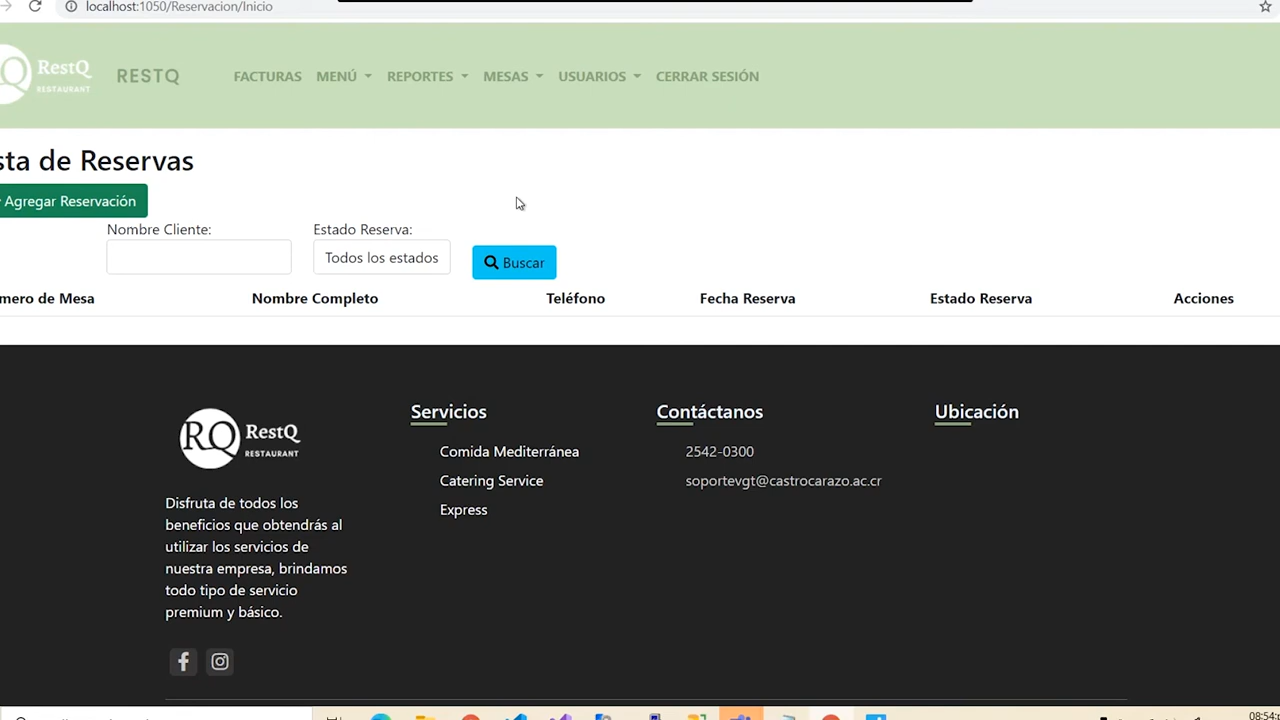 localhost:1050/Reservacion/Inicio
RestQ
RESTAURANT
RESTQ FACTURAS MENÚ REPORTES MESAS USUARIOS CERRAR SESIÓN
sta de Reservas
Agregar Reservación
Nombre Cliente: Estado Reserva:
Todos los estados Buscar
mero de Mesa Nombre Completo Teléfono Fecha Reserva Estado Reserva Acciones
RQ RestQ
RESTAURANT
Disfruta de todos los
beneficios que obtendrás al
utilizar los servicios de
nuestra empresa, brindamos
todo tipo de servicio
premium y básico.
Servicios
Comida Mediterránea
Catering Service
Express
Contáctanos
2542-0300
soportevgt@castrocarazo.ac.cr
Ubicación